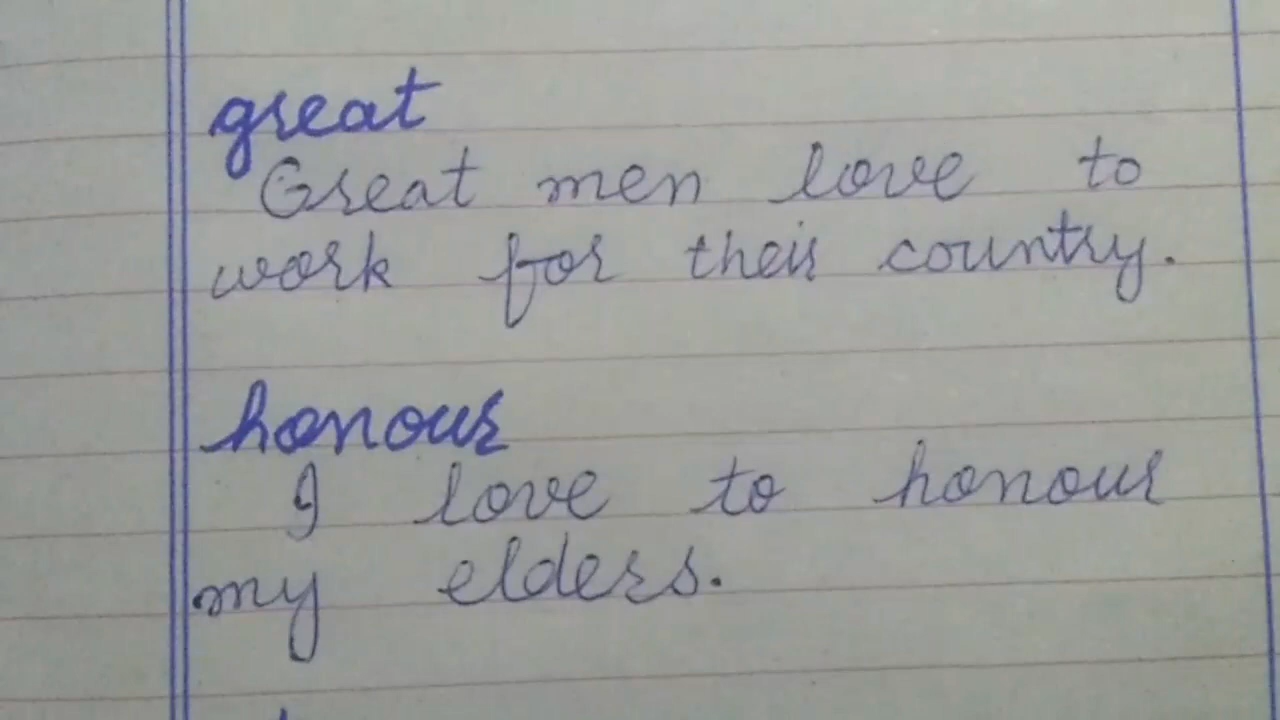 great
Great men love to
work for their country.
honour
I love to honour
my elders.